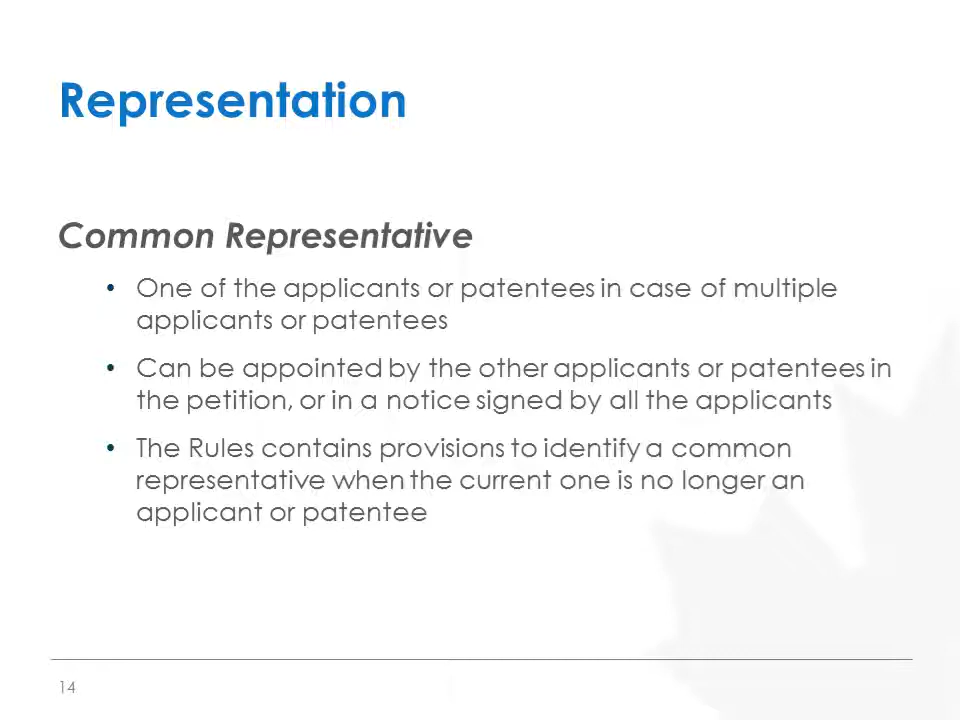 Representation
Common Representative
• One of the applicants or patentees in case of multiple
applicants or patentees
• Can be appointed by the other applicants or patentees in
the petition, or in a notice signed by all the applicants
• The Rules contains provisions to identify a common
representative when the current one is no longer an
applicant or patentee
14